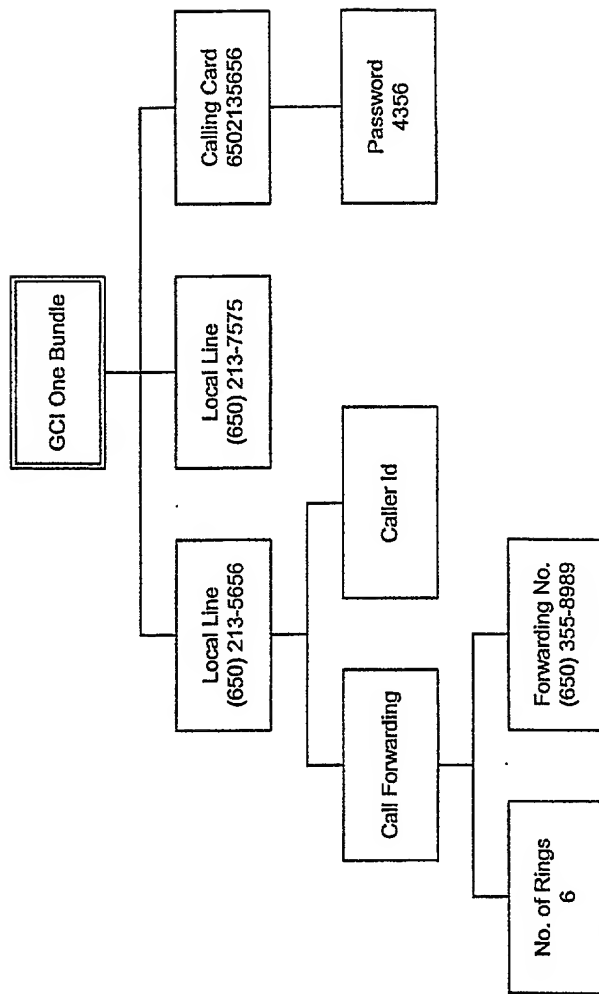 GCI One Bundle
Local Line
(650) 213-5656
Local Line
(650) 213-7575
Calling Card
6502135656
Call Forwarding
Caller Id
Password
4356
No. of Rings
6
Forwarding No.
(650) 355-8989